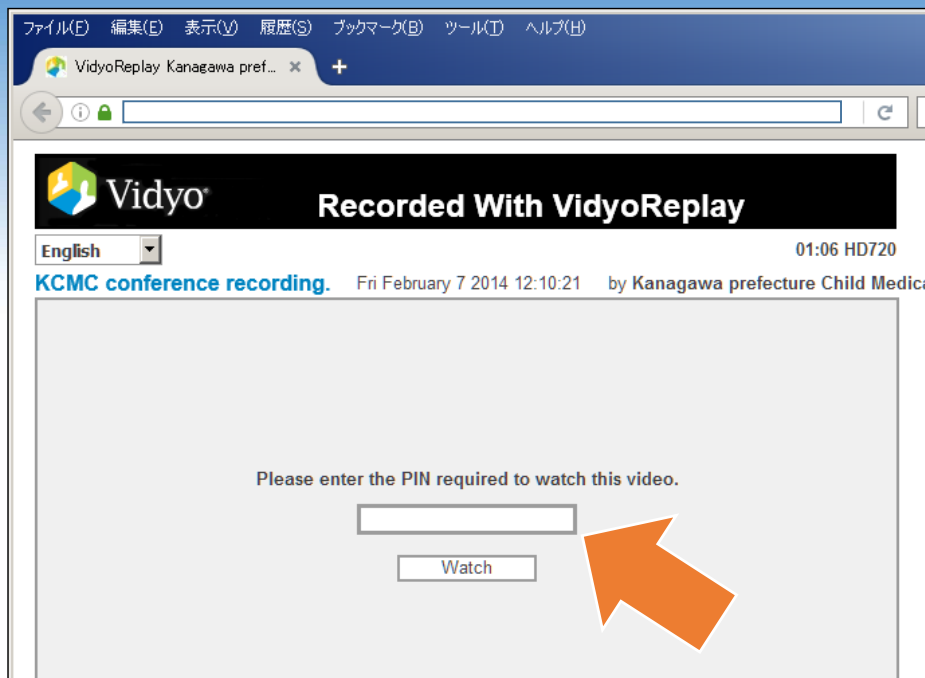 ファイル(F) 編集(E) 表示(V) 履歴(S) ブックマーク(B) ツール(T) ヘルプ(H)
VidyoReplay Kanagawa pref...
Vidyo
Recorded With VidyoReplay
English
01:06 HD720
KCMC conference recording. Fri February 7 2014 12:10:21 by Kanagawa prefecture Child Medica
Please enter the PIN required to watch this video.
Watch